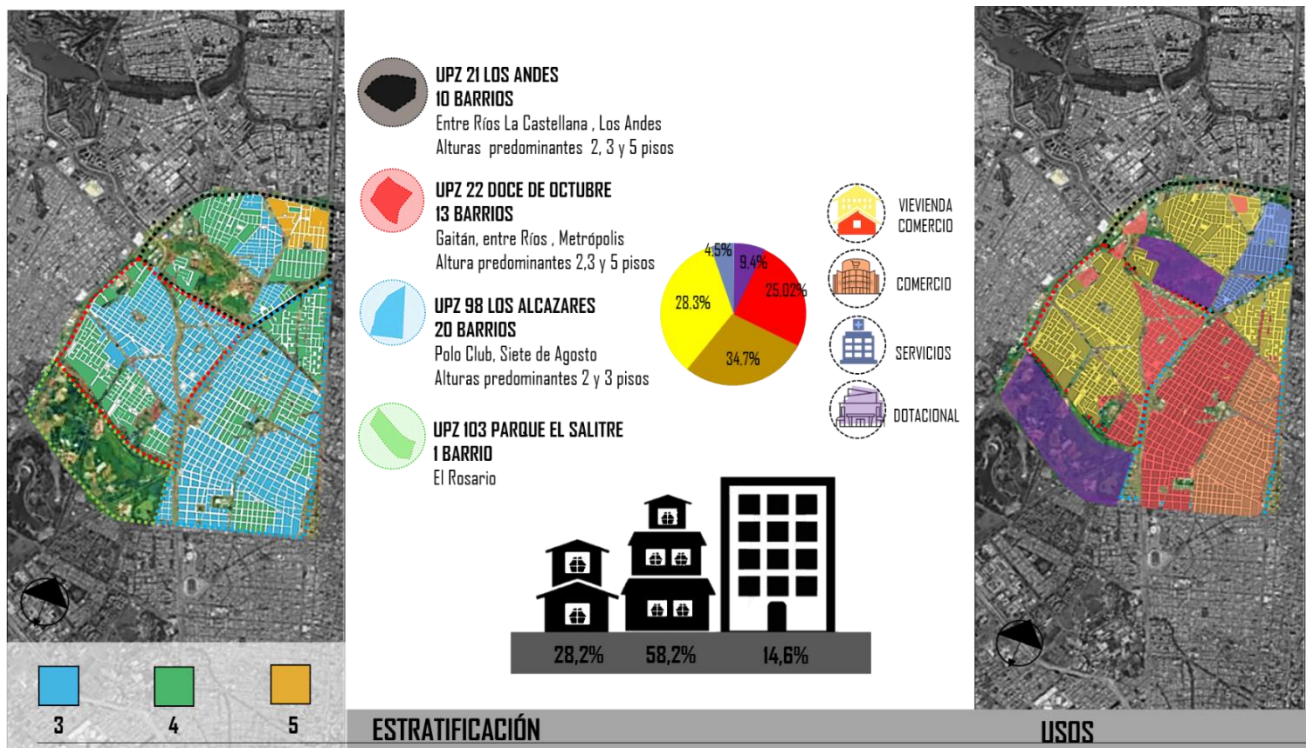 UPZ 21 LOS ANDES
10 BARRIOS
Entre Ríos La Castellana , Los Andes
Alturas predominantes 2, 3 y 5 pisos
UPZ 22 DOCE DE OCTUBRE
13 BARRIOS
Gaitán, entre Ríos , Metrópolis
Altura predominantes 2,3 y 5 pisos
UPZ 98 LOS ALCAZARES
20 BARRIOS
Polo Club, Siete de Agosto
Alturas predominantes 2 y 3 pisos
UPZ 103 PARQUE EL SALITRE
1 BARRIO
El Rosario
4,5%
9.4%
28,3%
25,02%
34,7%
VIEVIENDA
COMERCIO
COMERCIO
SERVICIOS
DOTACIONAL
28,2%
58,2%
14,6%
3
4
5
ESTRATIFICACIÓN
USOS